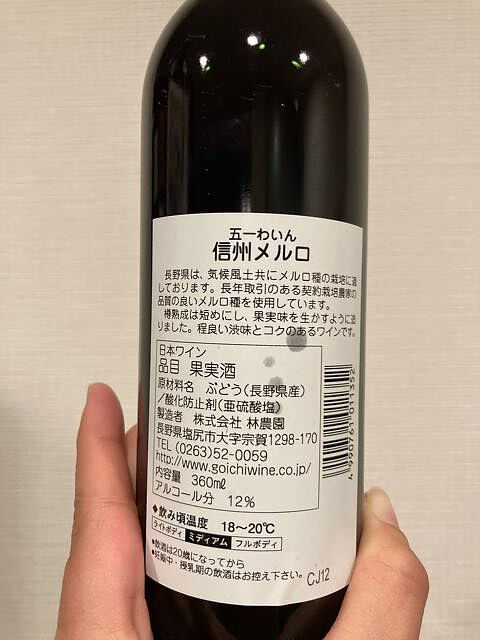 五一わいん
信州メルロ
長野県は、気候風土共にメルロ種の栽培に適
しております。長年取引のある契約栽培農家の
品質の良いメルロ種を使用しています。
樽熟成は短めにし、果実味を生かすように造
りました。程良い渋味とコクのあるワインです。
日本ワイン
品目 果実酒
原材料名 ぶどう(長野県産)
/酸化防止剤(亜硫酸塩)
製造者 株式会社 林農園
長野県塩尻市大字宗賀1298-170
TEL (0263)52-0059
http://www.goichiwine.co.jp/
内容量 360ml
アルコール分 12%
4 990761 011352
◆飲み頃温度 18~20℃
ライトボディ ミディアム フルボディ
●飲酒は20歳になってから
●妊娠中・授乳期の飲酒はお控え下さい。 CJ12